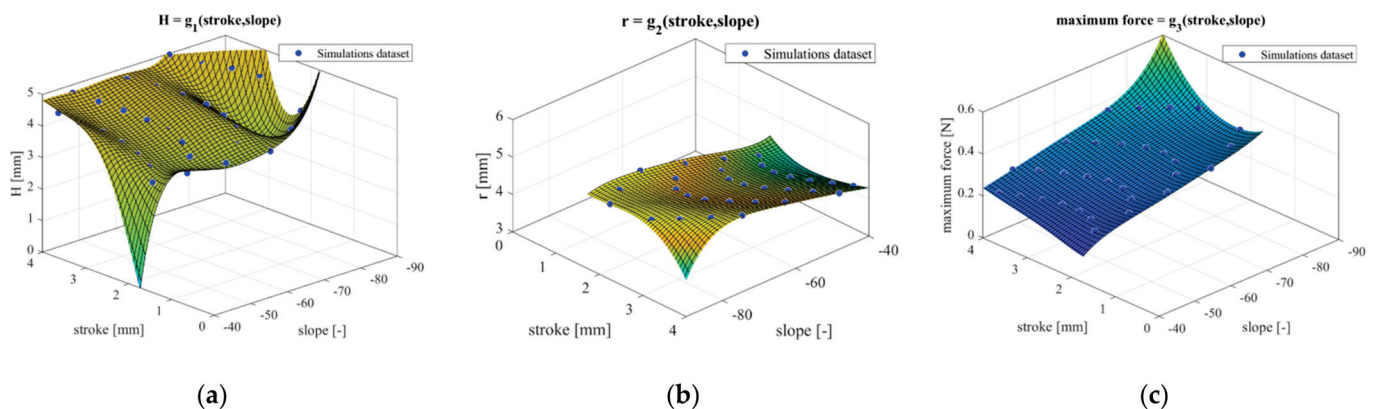 H = g1(stroke,slope)
Simulations dataset
5
4
3
2
1
0
H [mm]
4
3
2
1
0
stroke [mm]
-40
-50
-60
-70
-80
-90
slope [-]
(a)
r = g2(stroke,slope)
Simulations dataset
6
5
4
3
r [mm]
0
1
2
3
4
stroke [mm]
-80
-60
-40
slope [-]
(b)
maximum force = g3(stroke,slope)
Simulations dataset
0.6
0.4
0.2
0
maximum force [N]
4
3
2
1
0
stroke [mm]
-40
-50
-60
-70
-80
-90
slope [-]
(c)